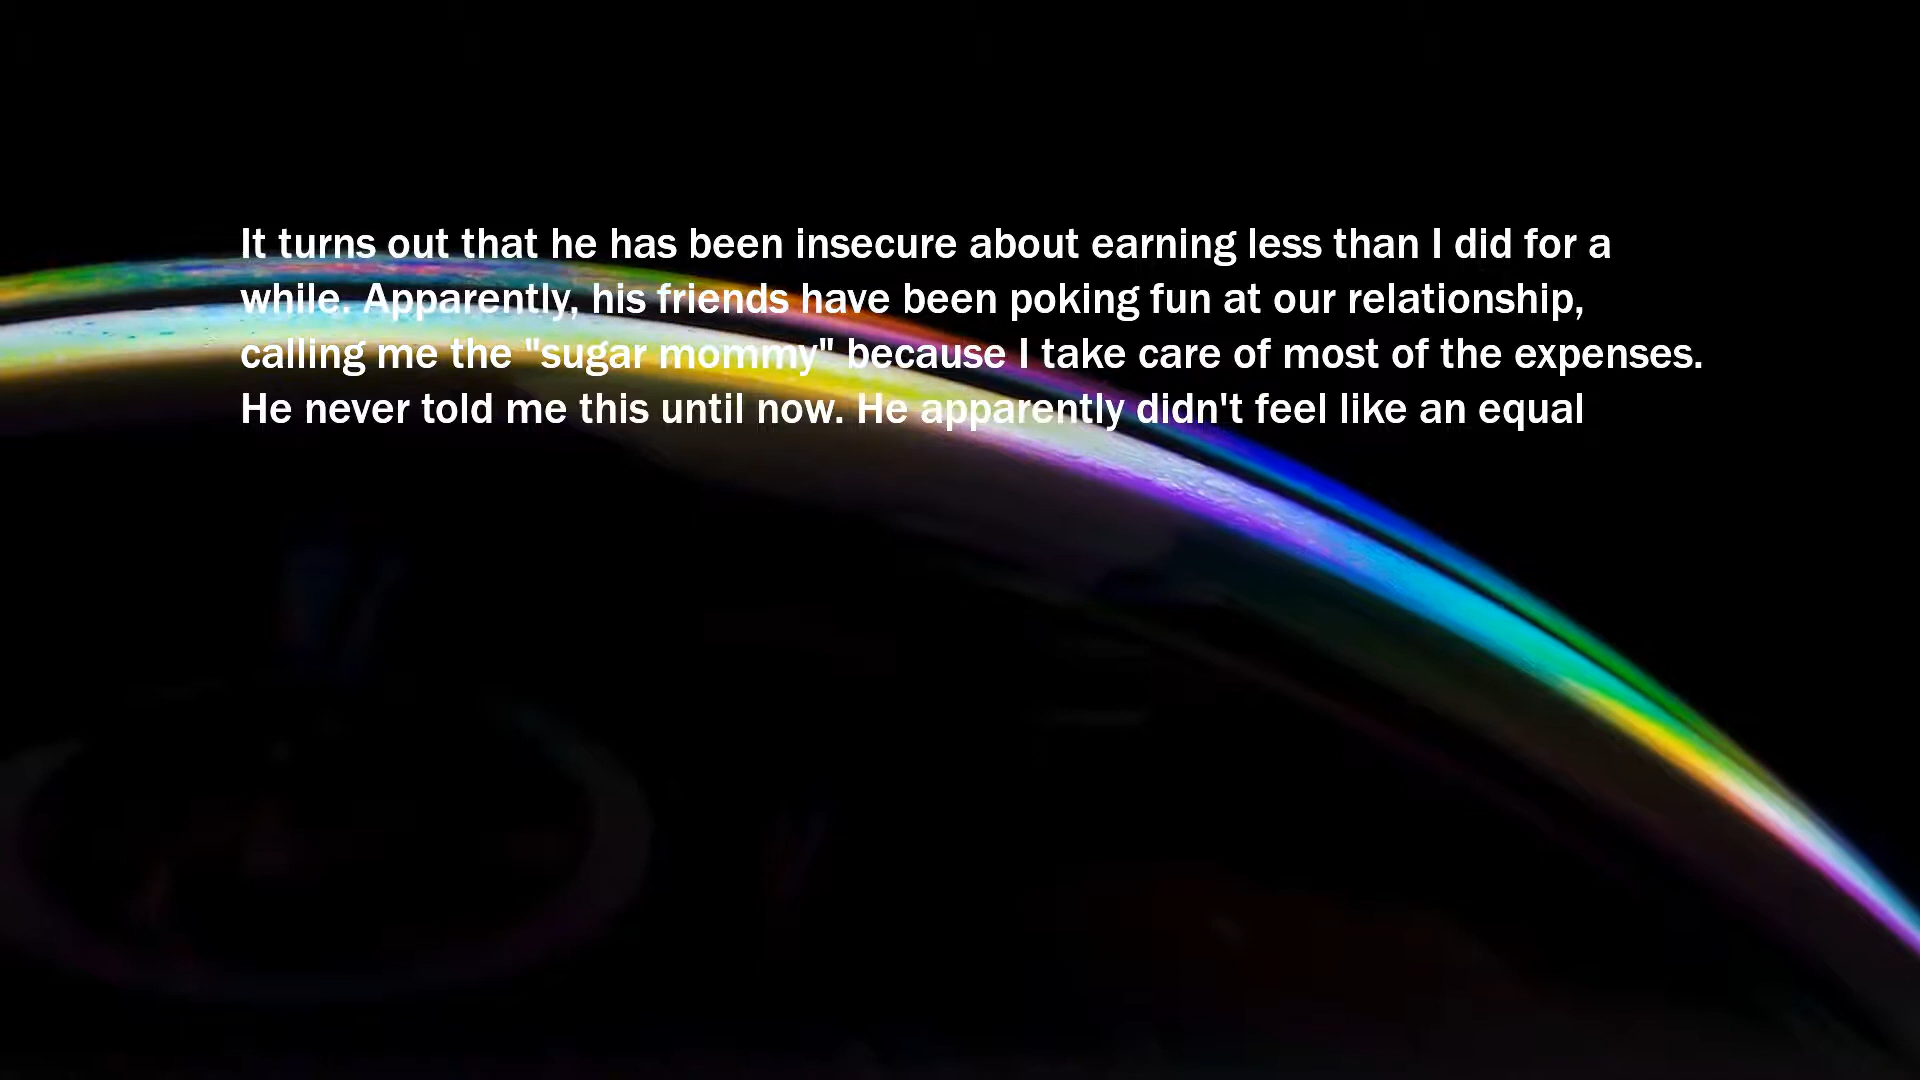 It turns out that he has been insecure about earning less than I did for a
while. Apparently, his friends have been poking fun at our relationship,
calling me the "sugar mommy" because I take care of most of the expenses.
He never told me this until now. He apparently didn't feel like an equal